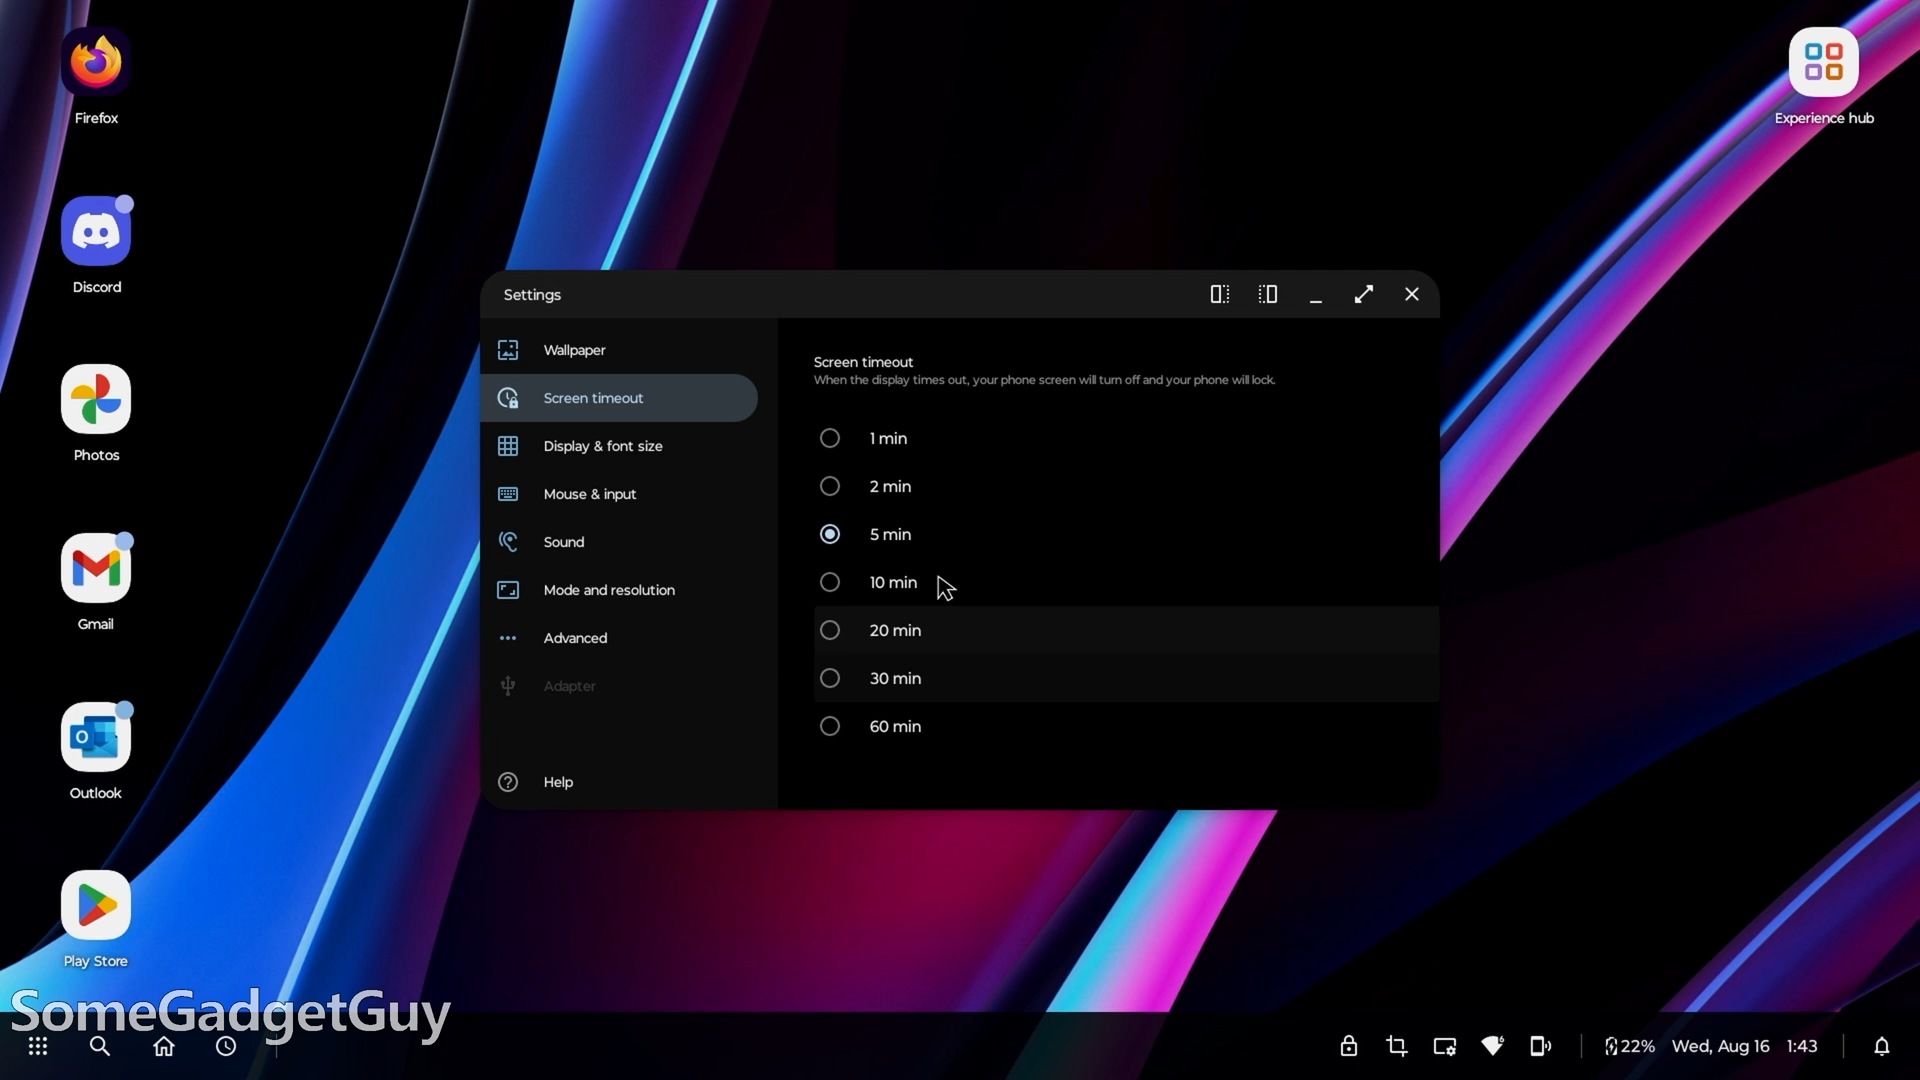 Firefox
Experience hub
Discord
Settings
Wallpaper
Screen timeout
Display & font size
Mouse & input
Sound
Mode and resolution
Advanced
Adapter
Help
Screen timeout
When the display times out, your phone screen will turn off and your phone will lock.
1 min
2 min
5 min
10 min
20 min
30 min
60 min
Photos
Gmail
Outlook
Play Store
SomeGadgetGuy
22% Wed, Aug 16 1:43